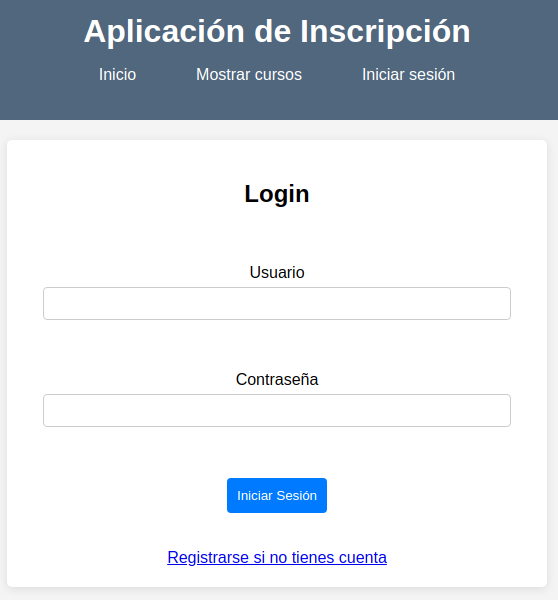 Aplicación de Inscripción
Inicio Mostrar cursos Iniciar sesión
Login
Usuario
Contraseña
Iniciar Sesión
Registrarse si no tienes cuenta